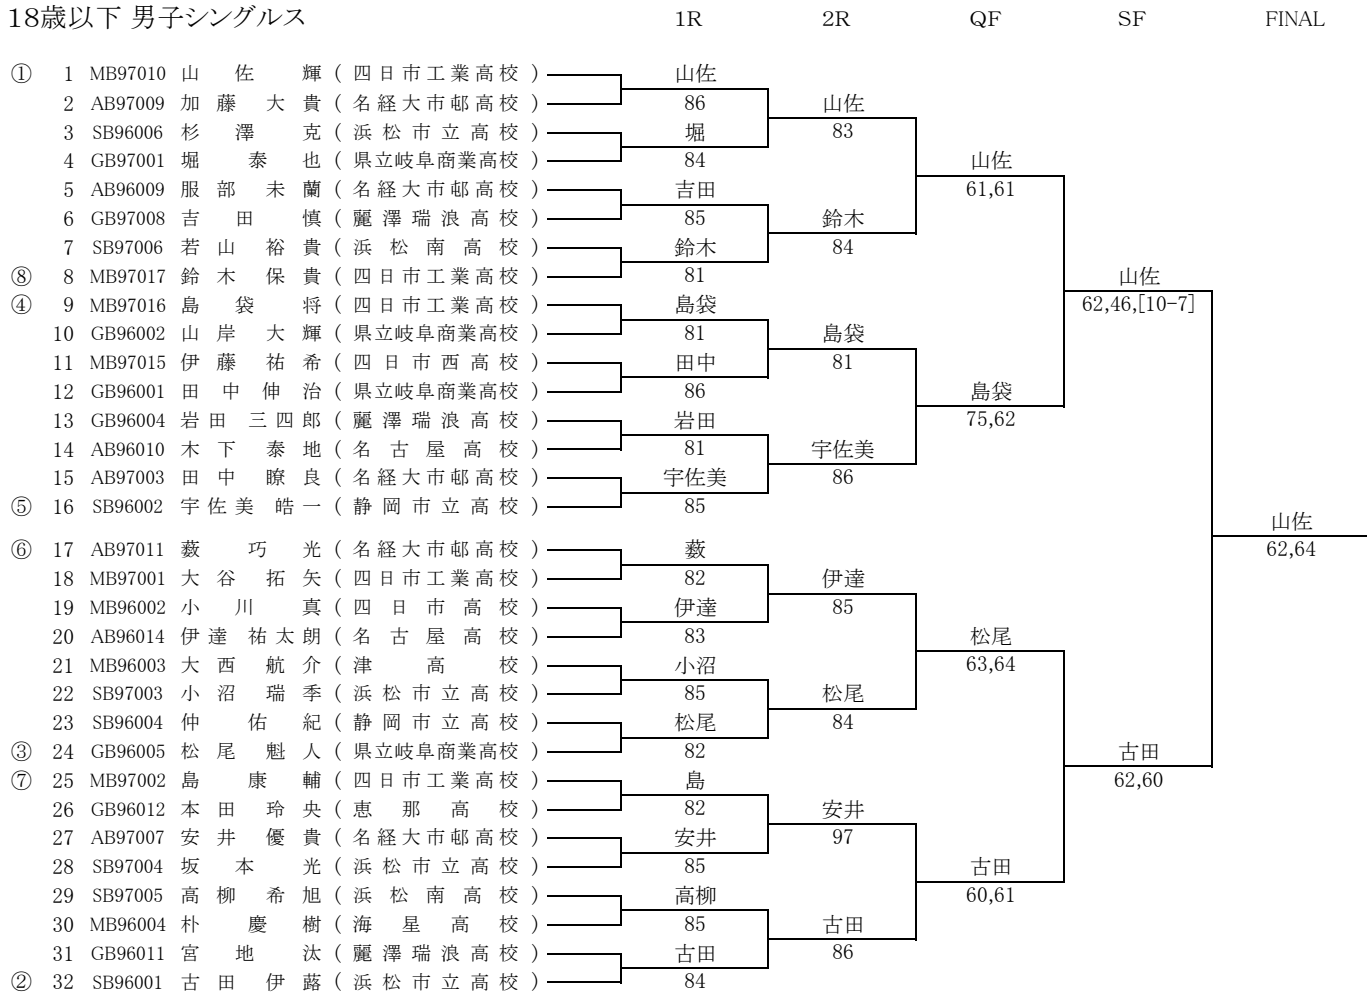 18歳以下 男子シングルス 1R 2R QF SF FINAL
① 1 MB97010 山佐 輝 ( 四日市工業高校 ) 山佐
2 AB97009 加藤 大貴 ( 名経大市邨高校 ) 86 山佐
3 SB96006 杉澤 克 ( 浜松市立高校 ) 堀 83
4 GB97001 堀 泰也 ( 県立岐阜商業高校 ) 84 山佐
5 AB96009 服部 未蘭 ( 名経大市邨高校 ) 吉田 61,61
6 GB97008 吉田 慎 ( 麗澤瑞浪高校 ) 85 鈴木
7 SB97006 若山 裕貴 ( 浜松南高校 ) 鈴木 84
⑧ 8 MB97017 鈴木 保貴 ( 四日市工業高校 ) 81 山佐
④ 9 MB97016 島袋 将 ( 四日市工業高校 ) 島袋 62,46,[10-7]
10 GB96002 山岸 大輝 ( 県立岐阜商業高校 ) 81 島袋
11 MB97015 伊藤 祐希 ( 四日市西高校 ) 田中 81
12 GB96001 田中 伸治 ( 県立岐阜商業高校 ) 86 島袋
13 GB96004 岩田 三四郎 ( 麗澤瑞浪高校 ) 岩田 75,62
14 AB96010 木下 泰地 ( 名古屋高校 ) 81 宇佐美
15 AB97003 田中 瞭良 ( 名経大市邨高校 ) 宇佐美 86
⑤ 16 SB96002 宇佐美 皓一 ( 静岡市立高校 ) 85
山佐
⑥ 17 AB97011 薮 巧光 ( 名経大市邨高校 ) 薮 62,64
18 MB97001 大谷 拓矢 ( 四日市工業高校 ) 82 伊達
19 MB96002 小川 真 ( 四日市高校 ) 伊達 85
20 AB96014 伊達 祐太朗 ( 名古屋高校 ) 83 松尾
21 MB96003 大西 航介 ( 津高校 ) 小沼 63,64
22 SB97003 小沼 瑞季 ( 浜松市立高校 ) 85 松尾
23 SB96004 仲 佑紀 ( 静岡市立高校 ) 松尾 84
③ 24 GB96005 松尾 魁人 ( 県立岐阜商業高校 ) 82 古田
⑦ 25 MB97002 島 康輔 ( 四日市工業高校 ) 島 62,60
26 GB96012 本田 玲央 ( 恵那高校 ) 82 安井
27 AB97007 安井 優貴 ( 名経大市邨高校 ) 安井 97
28 SB97004 坂本 光 ( 浜松市立高校 ) 85 古田
29 SB97005 高柳 希旭 ( 浜松南高校 ) 高柳 60,61
30 MB96004 朴 慶樹 ( 海星高校 ) 85 古田
31 GB96011 宮地 汰 ( 麗澤瑞浪高校 ) 古田 86
② 32 SB96001 古田 伊蕗 ( 浜松市立高校 ) 84